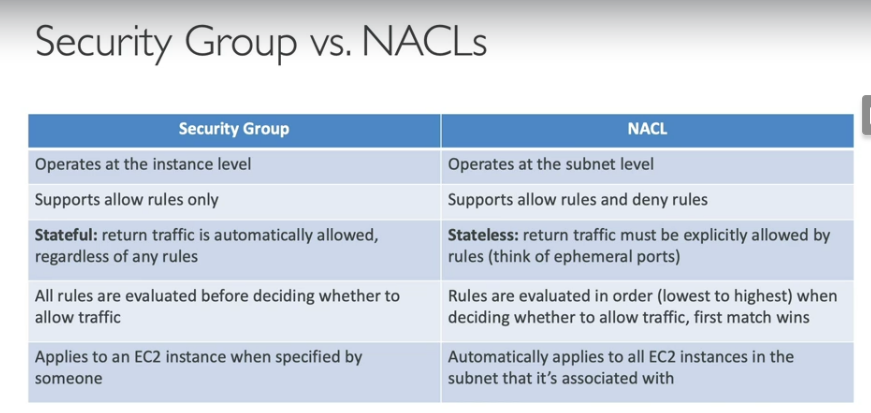 Security Group vs. NACLs
Security Group
NACL
Operates at the instance level
Operates at the subnet level
Supports allow rules only
Supports allow rules and deny rules
Stateful: return traffic is automatically allowed,
regardless of any rules
Stateless: return traffic must be explicitly allowed by
rules (think of ephemeral ports)
All rules are evaluated before deciding whether to
allow traffic
Rules are evaluated in order (lowest to highest) when
deciding whether to allow traffic, first match wins
Applies to an EC2 instance when specified by
someone
Automatically applies to all EC2 instances in the
subnet that it’s associated with